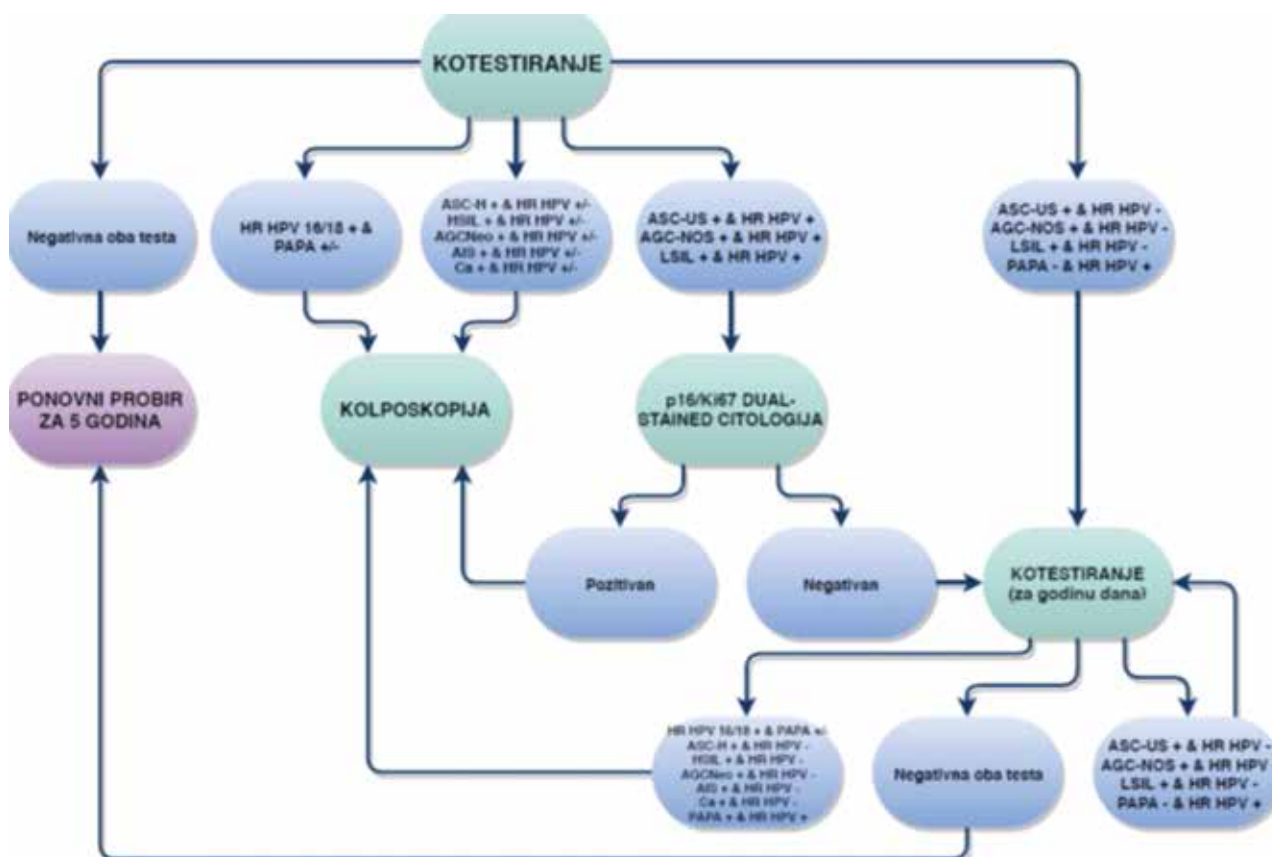 KOTESTIRANJE
Negativna oba testa
HR HPV 16/18 + &
PAPA +/-
ASC-H + & HR HPV +/-
HSIL + & HR HPV +/-
AGCNeo + & HR HPV +/-
AIS + & HR HPV +/-
Ca + & HR HPV +/-
ASC-US + & HR HPV +
AGC-NOS + & HR HPV +
LSIL + & HR HPV +
ASC-US + & HR HPV -
AGC-NOS + & HR HPV -
LSIL + & HR HPV -
PAPA - & HR HPV +
PONOVNI PROBIR
ZA 5 GODINA
KOLPOSKOPIJA
p16/Ki67 DUAL-
STAINED CITOLOGIJA
Pozitivan
Negativan
KOTESTIRANJE
(za godinu dana)
HR HPV 16/18 + & PAPA +/-
ASC-H + & HR HPV -
HSIL + & HR HPV -
AGCNeo + & HR HPV -
AIS + & HR HPV -
Ca + & HR HPV -
PAPA + & HR HPV +
Negativna oba testa
ASC-US + & HR HPV -
AGC-NOS + & HR HPV -
LSIL + & HR HPV -
PAPA - & HR HPV +